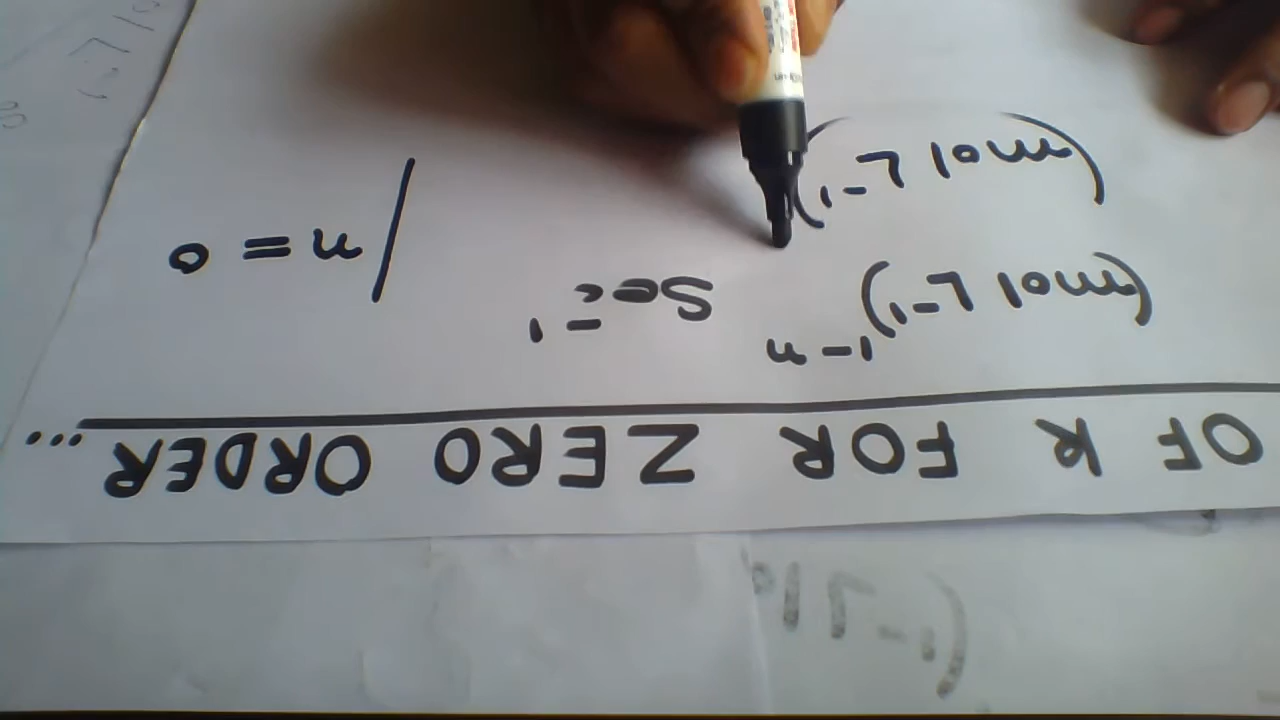 OF K FOR ZERO ORDER...
(mol L-1)1-n Sec-1 / n = 0
(mol L-1)